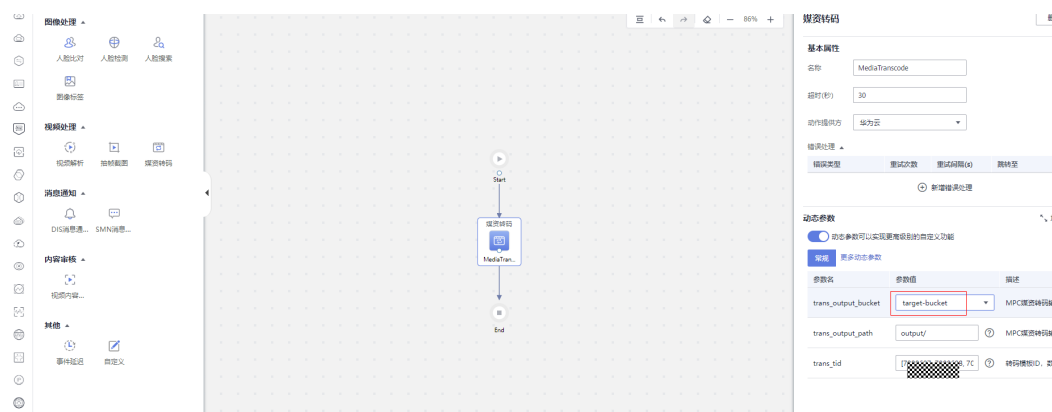 图像处理
人脸比对 人脸检测 人脸搜索
图像标签
视频处理
视频解析 抽帧截图 媒资转码
消息通知
DIS消息通... SMN消息...
内容审核
视频内容...
其他
事件延迟 自定义
86%
Start
媒资转码
MediaTran...
End
媒资转码
基本属性
名称 MediaTranscode
超时(秒) 30
动作提供方 华为云
错误处理
错误类型 重试次数 重试间隔(s) 跳转至
新增错误处理
动态参数
动态参数可以实现更高级别的自定义功能
常规 更多动态参数
参数名 参数值 描述
trans_output_bucket target-bucket MPC媒资转码
trans_output_path output/ MPC媒资转码
trans_tid 转码模板ID，